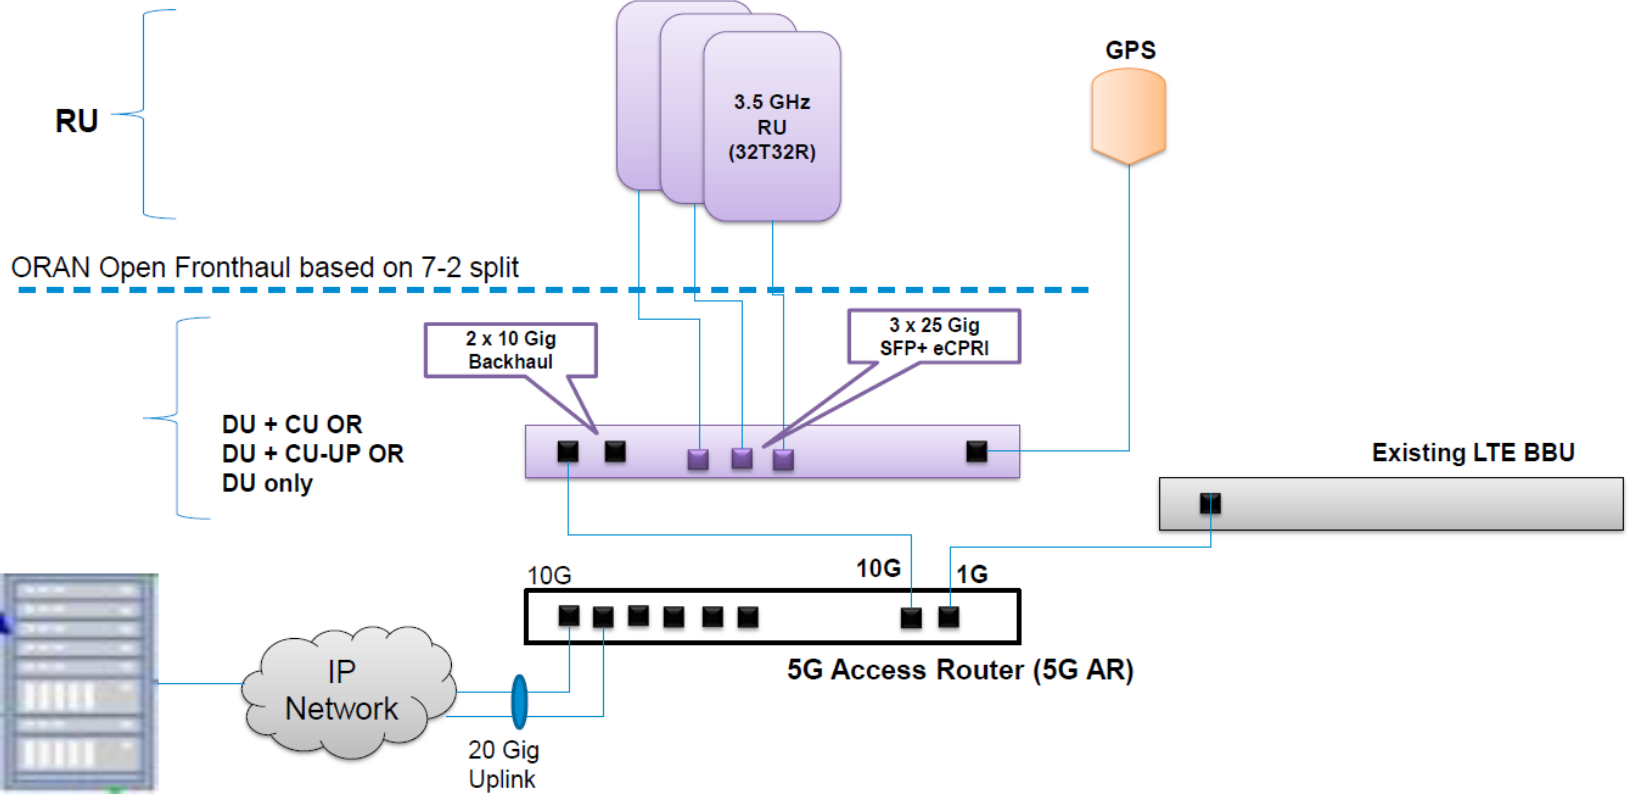 GPS
3.5 GHz
RU
(32T32R)
RU
ORAN Open Fronthaul based on 7-2 split
2 x 10 Gig
Backhaul
3 x 25 Gig
SFP+ eCPRI
DU + CU OR
DU + CU-UP OR
DU only
Existing LTE BBU
10G
10G
1G
5G Access Router (5G AR)
IP
Network
20 Gig
Uplink